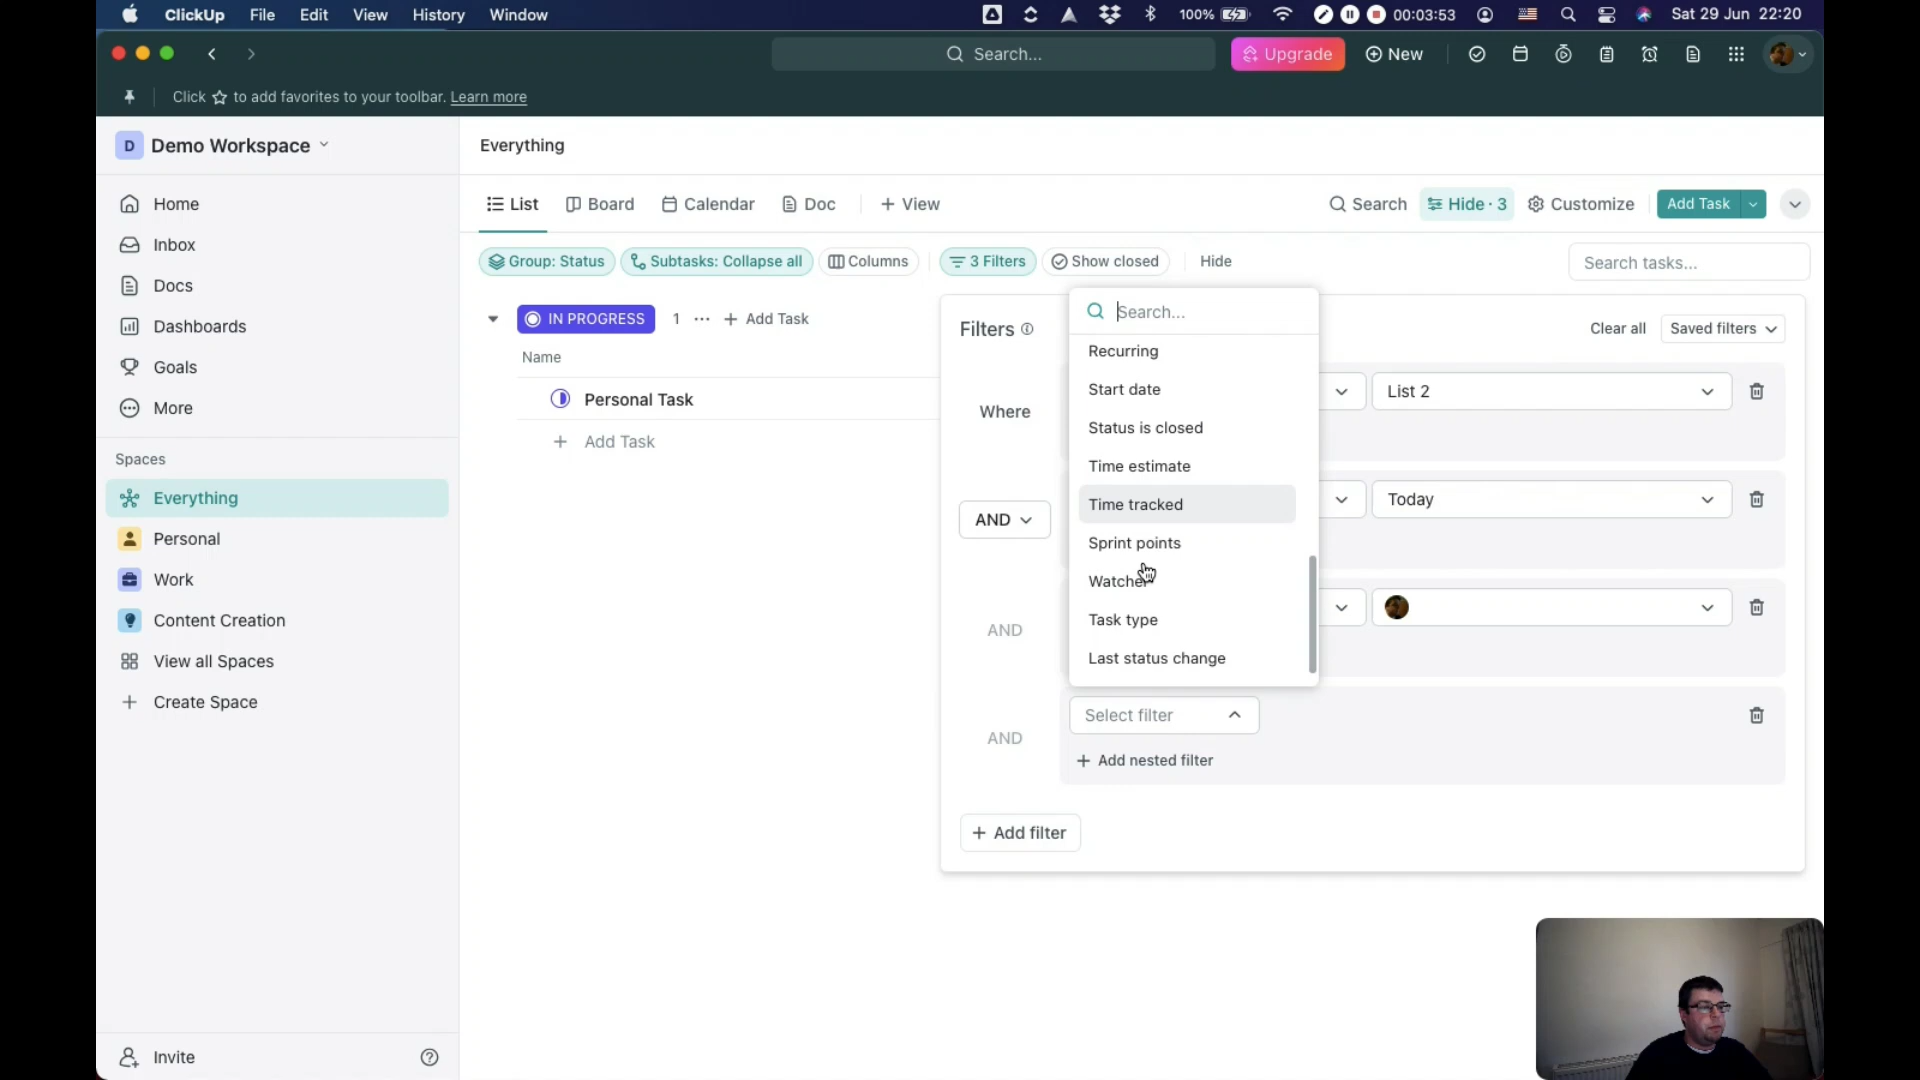 ClickUp File Edit View History Window 100% 00:03:53 Sat 29 Jun 22:20
Search... Upgrade New
Click to add favorites to your toolbar. Learn more
D Demo Workspace
Home
Inbox
Docs
Dashboards
Goals
More
Spaces
Everything
Personal
Work
Content Creation
View all Spaces
Create Space
Invite
Everything
List Board Calendar Doc + View Search Hide · 3 Customize Add Task
Group: Status Subtasks: Collapse all Columns 3 Filters Show closed Hide Search tasks...
IN PROGRESS 1 ... + Add Task
Name
Personal Task
+ Add Task
Filters Clear all Saved filters
Search...
Recurring
Start date
Status is closed
Time estimate
Time tracked
Sprint points
Watcher
Task type
Last status change
Where List 2
AND Today
AND
AND Select filter
+ Add nested filter
+ Add filter